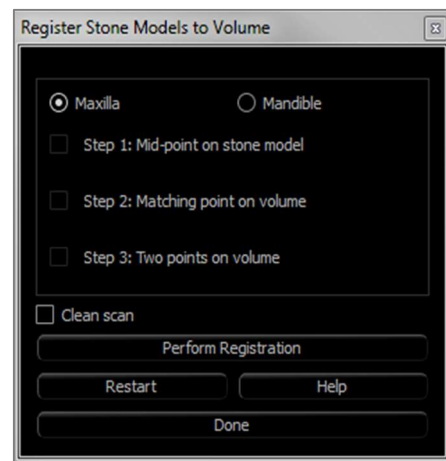 Register Stone Models to Volume
Maxilla Mandible
Step 1: Mid-point on stone model
Step 2: Matching point on volume
Step 3: Two points on volume
Clean scan
Perform Registration
Restart Help
Done